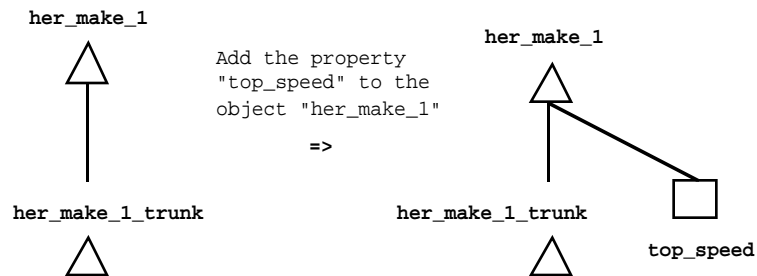 her_make_1
Add the property
"top_speed" to the
object "her_make_1"
=>
her_make_1_trunk
her_make_1
her_make_1_trunk
top_speed